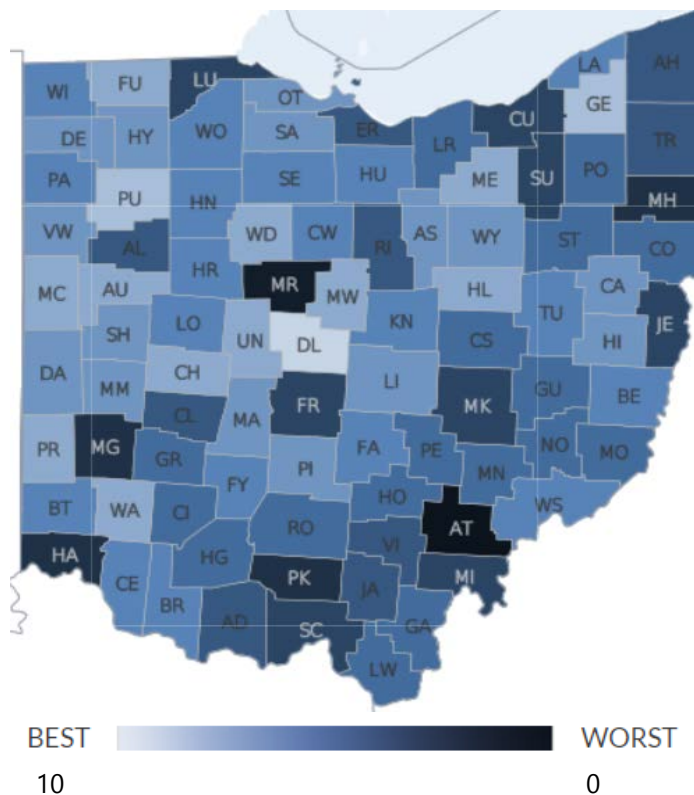 WI FU LU OT LA AH
GE
DE HY WO SA ER LR CU TR
PA PU HN SE HU ME SU PO MH
VW AL WD CW RI AS WY ST CO
MC AU HR MR MW HL TU CA JE
SH LO UN DL KN CS HI
DA MM CH FR LI MK GU BE
CL MA
PR MG GR PI FA PE NO MO
BT WA CI FY RO HO MN WS
AT
HA HG VI
CE BR PK JA MI
AD SC GA
LW
BEST WORST
10 0